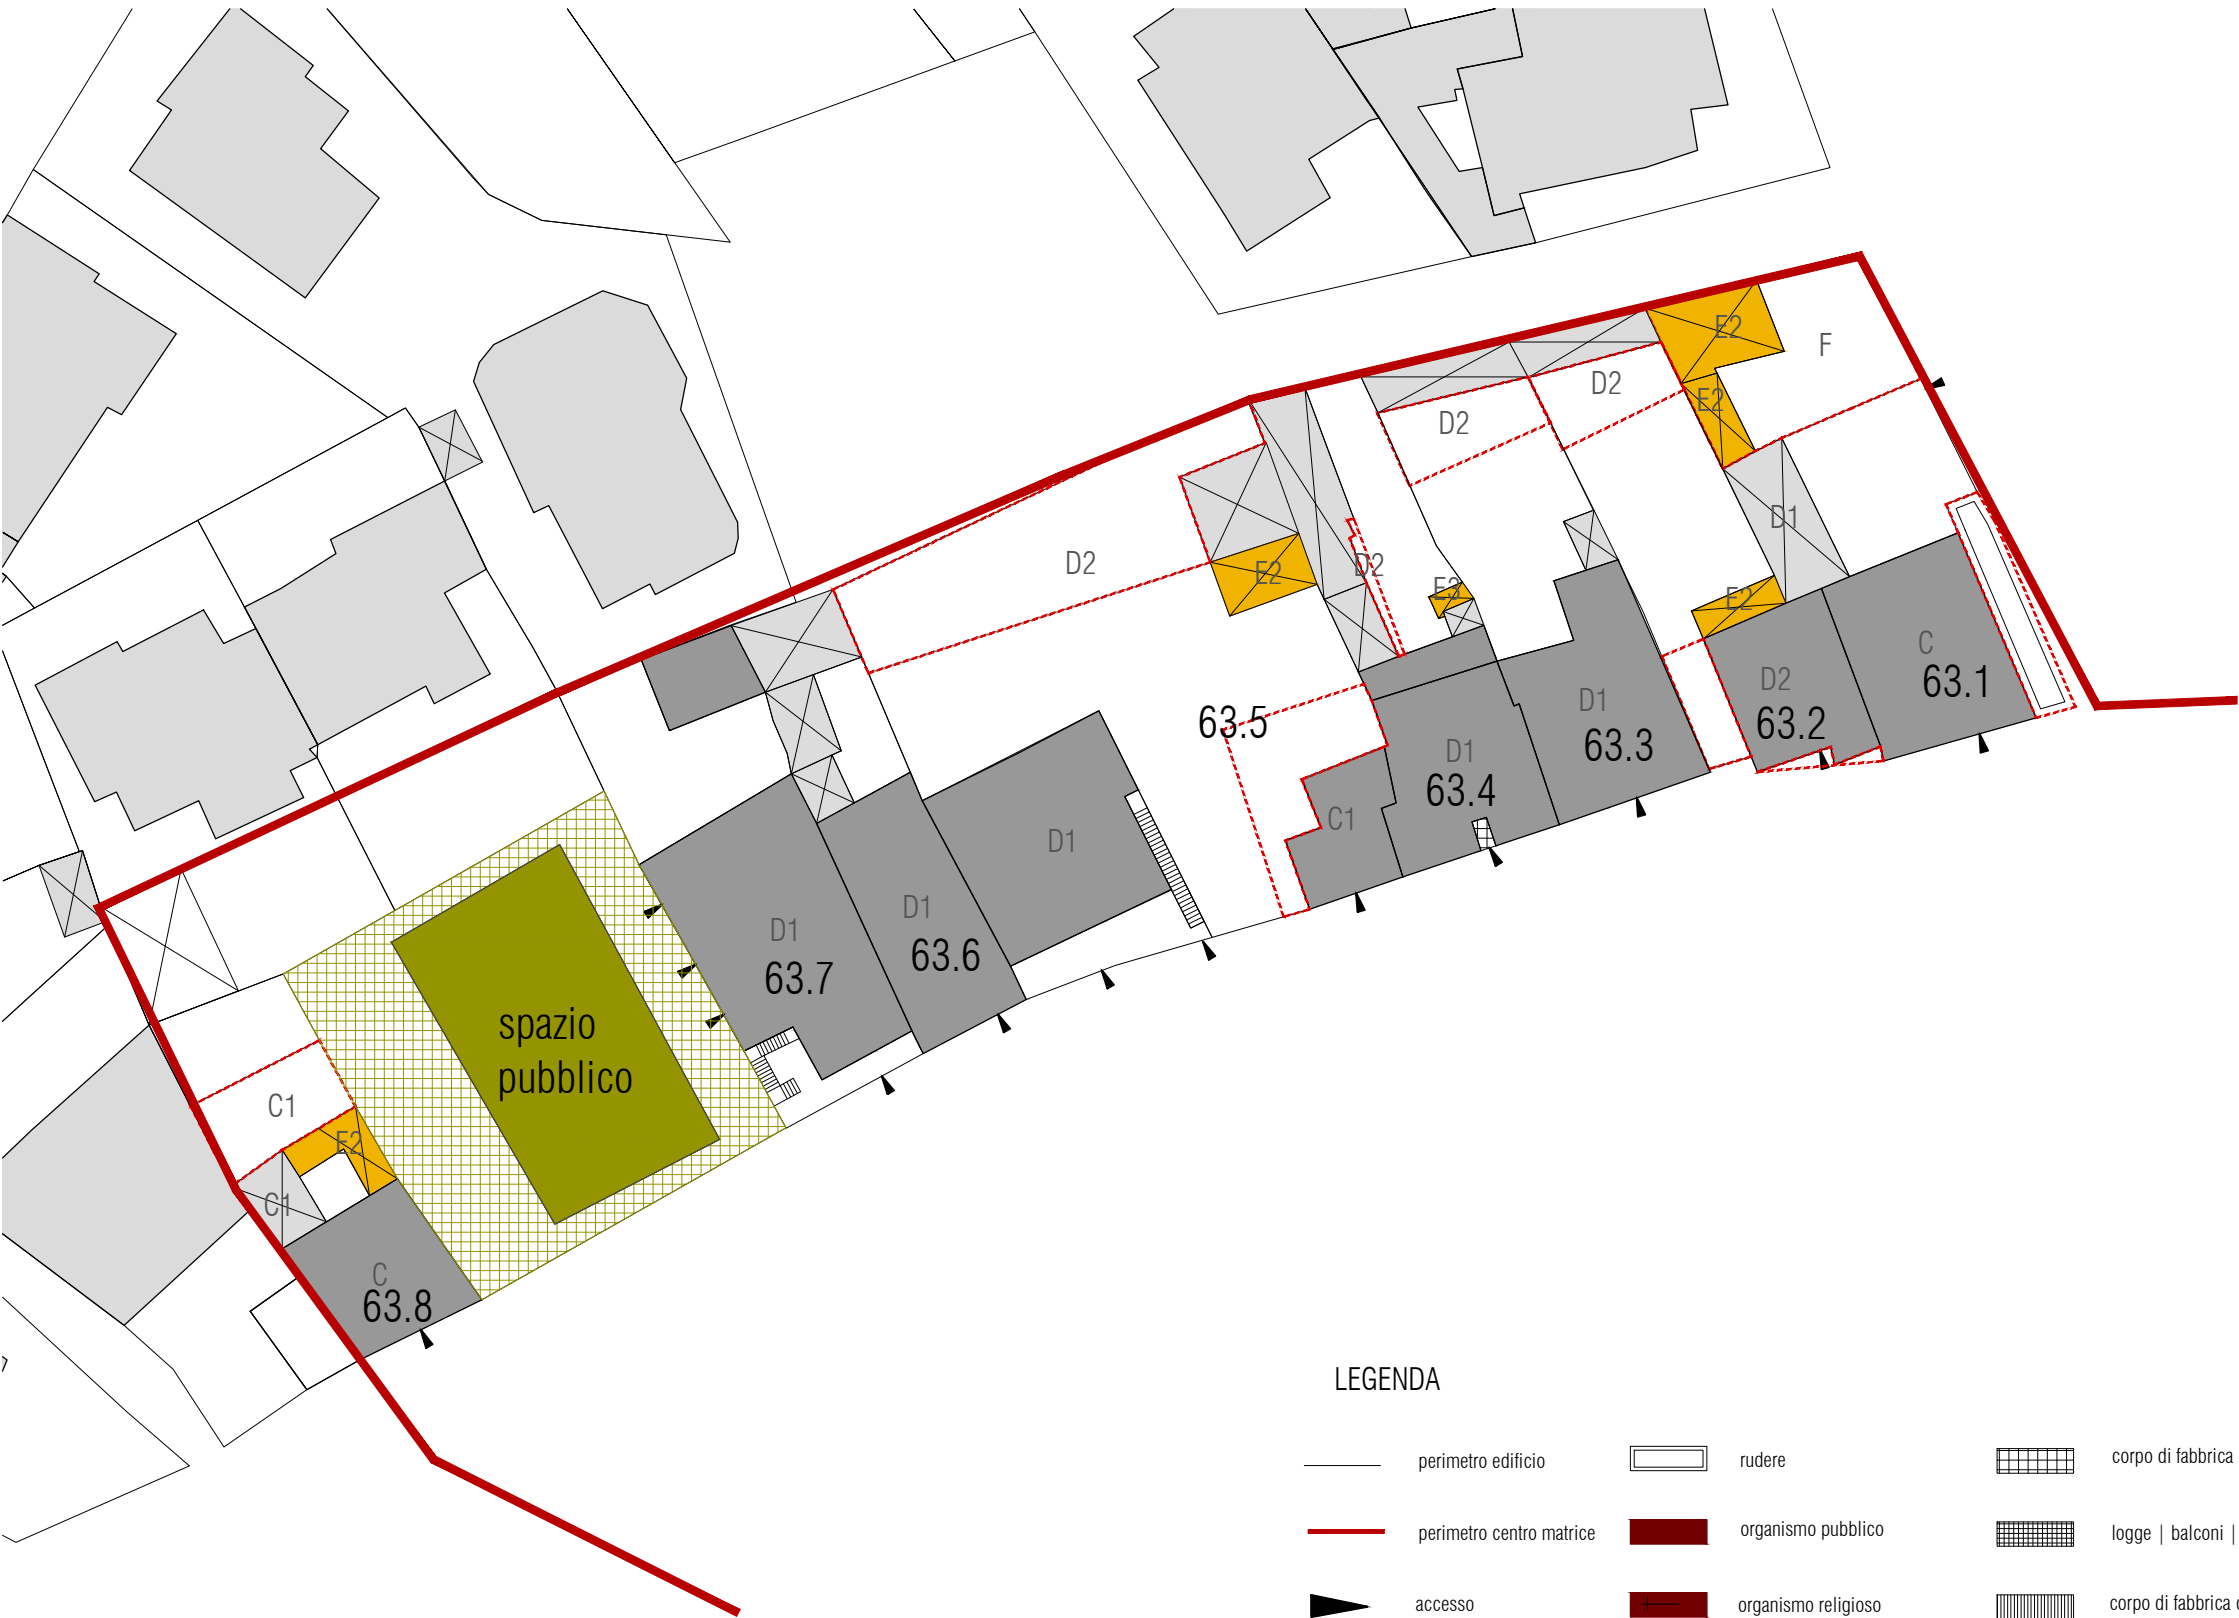 E2
F
D2
E2
D2
D1
D2
D2
E2
E3
E2
C
63.1
D2
63.2
D1
63.3
63.5
D1
63.4
C1
D1
D1
63.6
D1
63.7
spazio
pubblico
C1
E2
C1
C
63.8
LEGENDA
perimetro edificio
rudere
corpo di fabbrica
perimetro centro matrice
organismo pubblico
logge | balconi |
accesso
organismo religioso
corpo di fabbrica